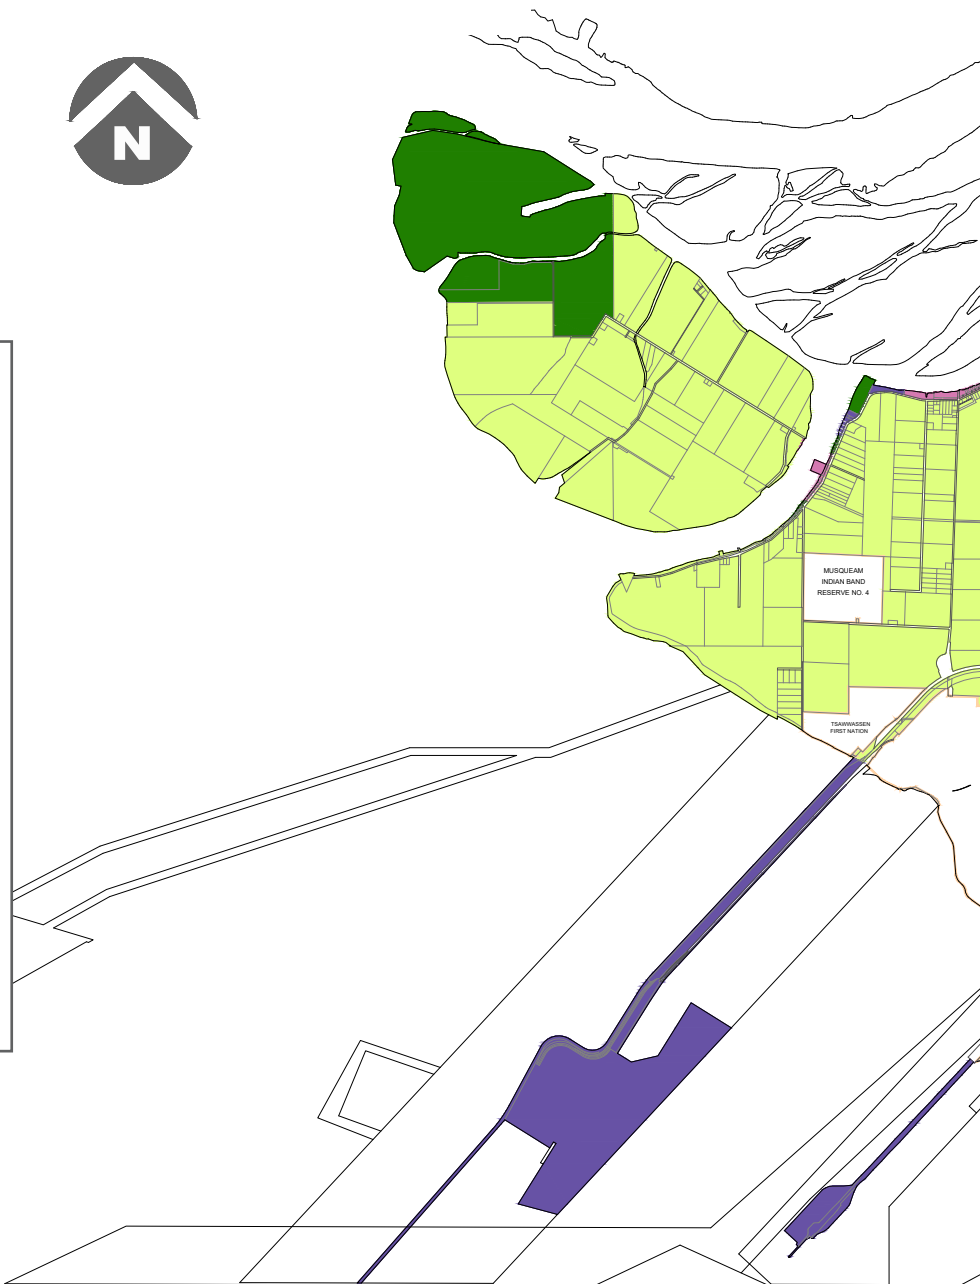 N
MUSQUEAM
INDIAN BAND
RESERVE NO. 4
TSAWWASSEN
FIRST NATION